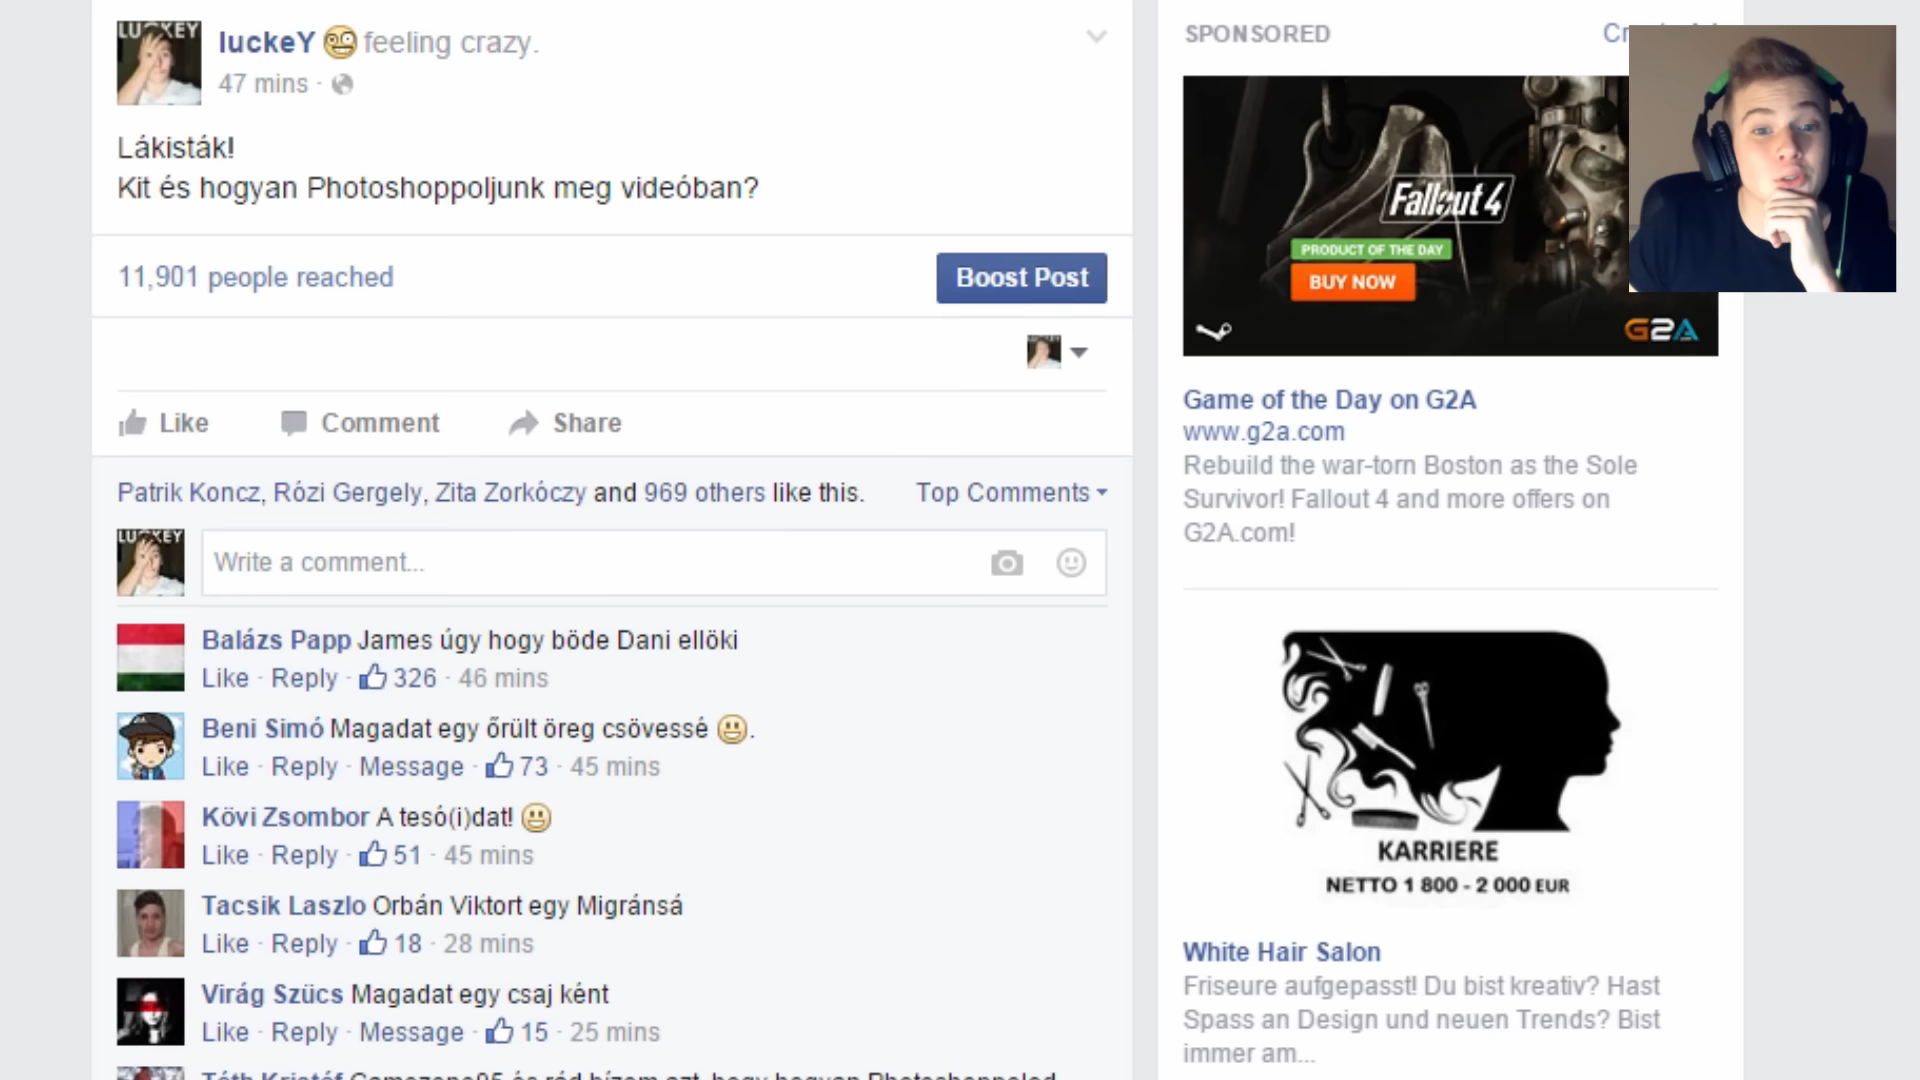 LUCKEY
luckeY feeling crazy.
47 mins ·
Lákisták!
Kit és hogyan Photoshoppoljunk meg videóban?
11,901 people reached
Boost Post
Like Comment Share
Patrik Koncz, Rózi Gergely, Zita Zorkóczy and 969 others like this.
Top Comments
LUCKEY
Write a comment...
Balázs Papp James úgy hogy böde Dani ellöki
Like · Reply · 326 · 46 mins
Beni Simó Magadat egy őrült öreg csövessé .
Like · Reply · Message · 73 · 45 mins
Kövi Zsombor A tesó(i)dat!
Like · Reply · 51 · 45 mins
Tacsik Laszlo Orbán Viktort egy Migránsá
Like · Reply · 18 · 28 mins
Virág Szücs Magadat egy csaj ként
Like · Reply · Message · 15 · 25 mins
SPONSORED
Fallout 4
PRODUCT OF THE DAY
BUY NOW
G2A
Game of the Day on G2A
www.g2a.com
Rebuild the war-torn Boston as the Sole
Survivor! Fallout 4 and more offers on
G2A.com!
KARRIERE
NETTO 1 800 - 2 000 EUR
White Hair Salon
Friseure aufgepasst! Du bist kreativ? Hast
Spass an Design und neuen Trends? Bist
immer am...